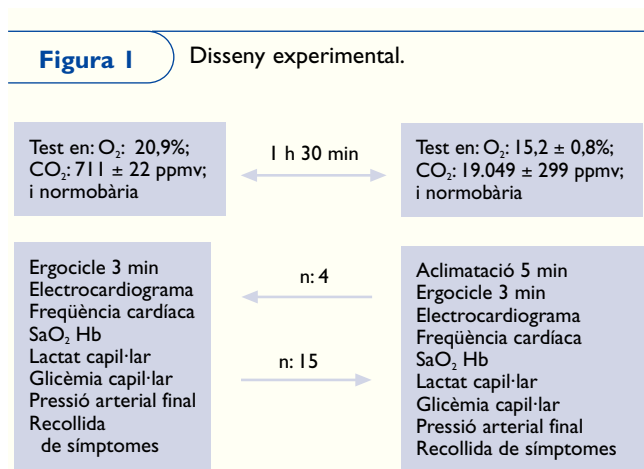 Figura 1
Disseny experimental.
Test en: O₂: 20,9%;
CO₂: 711 ± 22 ppmv;
i normobària
1 h 30 min
Test en: O₂: 15,2 ± 0,8%;
CO₂: 19.049 ± 299 ppmv;
i normobària
Ergocicle 3 min
Electrocardiograma
Freqüència cardíaca
SaO₂ Hb
Lactat capil·lar
Glicèmia capil·lar
Pressió arterial final
Recollida
de símptomes
n: 4
n: 15
Aclimatació 5 min
Ergocicle 3 min
Electrocardiograma
Freqüència cardíaca
SaO₂ Hb
Lactat capil·lar
Glicèmia capil·lar
Pressió arterial final
Recollida de símptomes